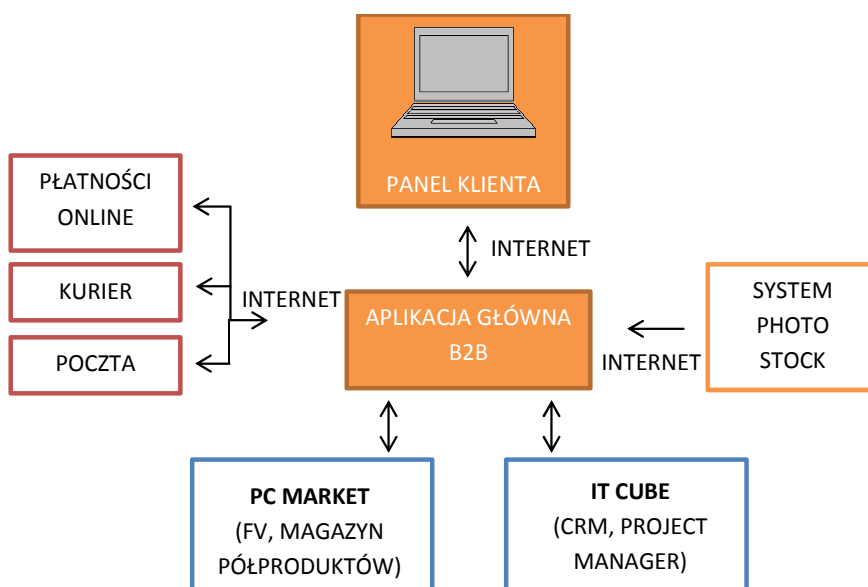 PANEL KLIENTA
INTERNET
PŁATNOŚCI
ONLINE
KURIER
POCZTA
INTERNET
APLIKACJA GŁÓWNA
B2B
INTERNET
SYSTEM
PHOTO
STOCK
PC MARKET
(FV, MAGAZYN
PÓŁPRODUKTÓW)
IT CUBE
(CRM, PROJECT
MANAGER)